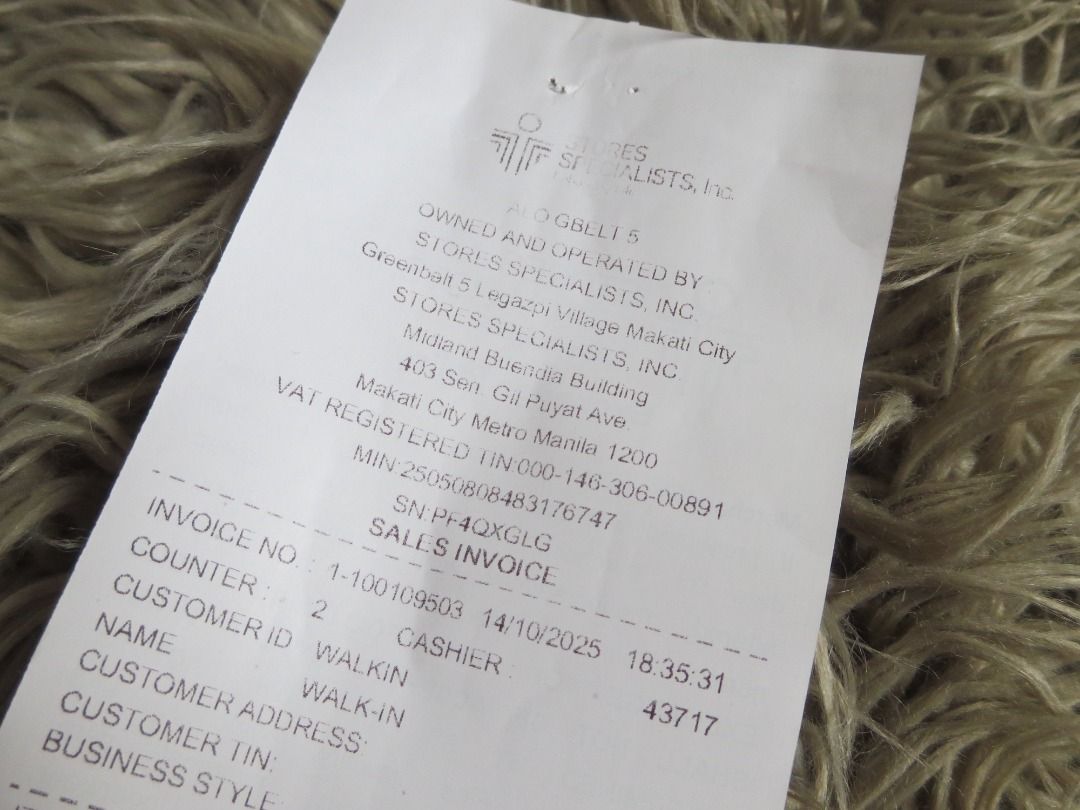 STORES
SPECIALISTS, Inc.
ALO GBELT 5
OWNED AND OPERATED BY
STORES SPECIALISTS, INC.
Greenbelt 5 Legazpi Village Makati City
STORES SPECIALISTS, INC.
Midland Buendia Building
403 Sen. Gil Puyat Ave.
Makati City Metro Manila 1200
VAT REGISTERED TIN:000-146-306-00891
MIN:25050808483176747
SN:PF4QXGLG
SALES INVOICE
INVOICE NO. : 1-100109503 14/10/2025 18:35:31
COUNTER : 2 CASHIER : 43717
CUSTOMER ID WALKIN
NAME WALK-IN
CUSTOMER ADDRESS:
CUSTOMER TIN:
BUSINESS STYLE: